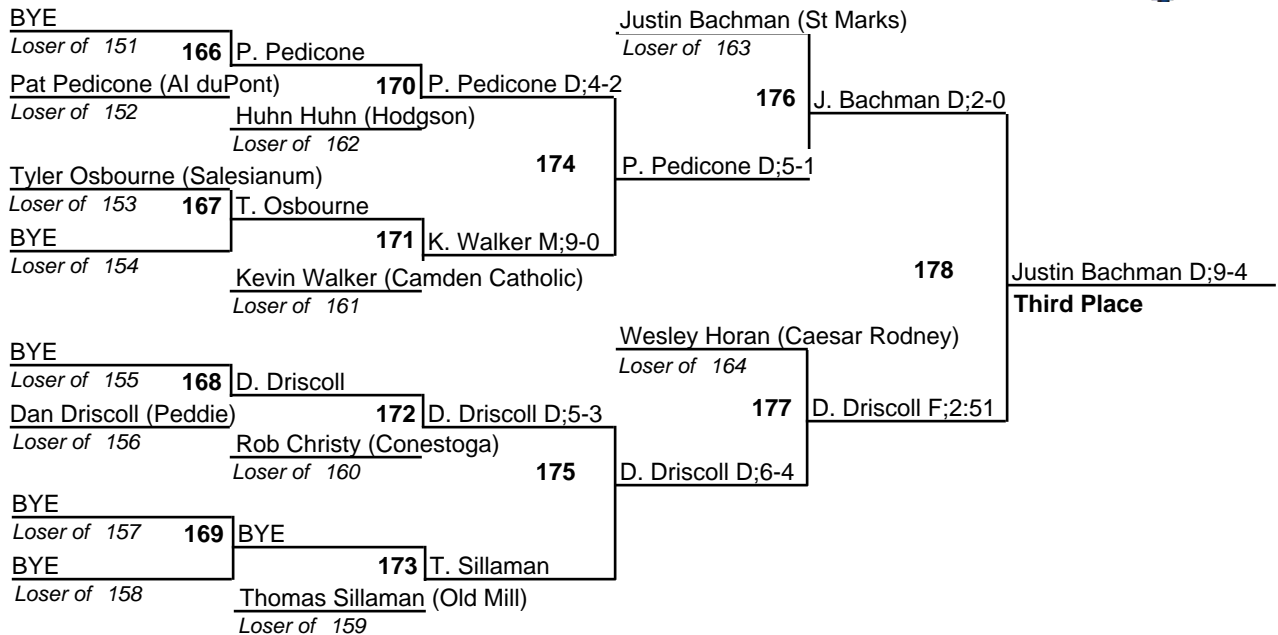 BYE
Loser of 151
166 P. Pedicone
Pat Pedicone (AI duPont)
Loser of 152
170 P. Pedicone D;4-2
Huhn Huhn (Hodgson)
Loser of 162
Tyler Osbourne (Salesianum)
Loser of 153
167 T. Osbourne
BYE
Loser of 154
171 K. Walker M;9-0
Kevin Walker (Camden Catholic)
Loser of 161
174 P. Pedicone D;5-1
Justin Bachman (St Marks)
Loser of 163
176 J. Bachman D;2-0
BYE
Loser of 155
168 D. Driscoll
Dan Driscoll (Peddie)
Loser of 156
172 D. Driscoll D;5-3
Rob Christy (Conestoga)
Loser of 160
BYE
Loser of 157
169 BYE
BYE
Loser of 158
173 T. Sillaman
Thomas Sillaman (Old Mill)
Loser of 159
175 D. Driscoll D;6-4
Wesley Horan (Caesar Rodney)
Loser of 164
177 D. Driscoll F;2:51
178 Justin Bachman D;9-4
Third Place